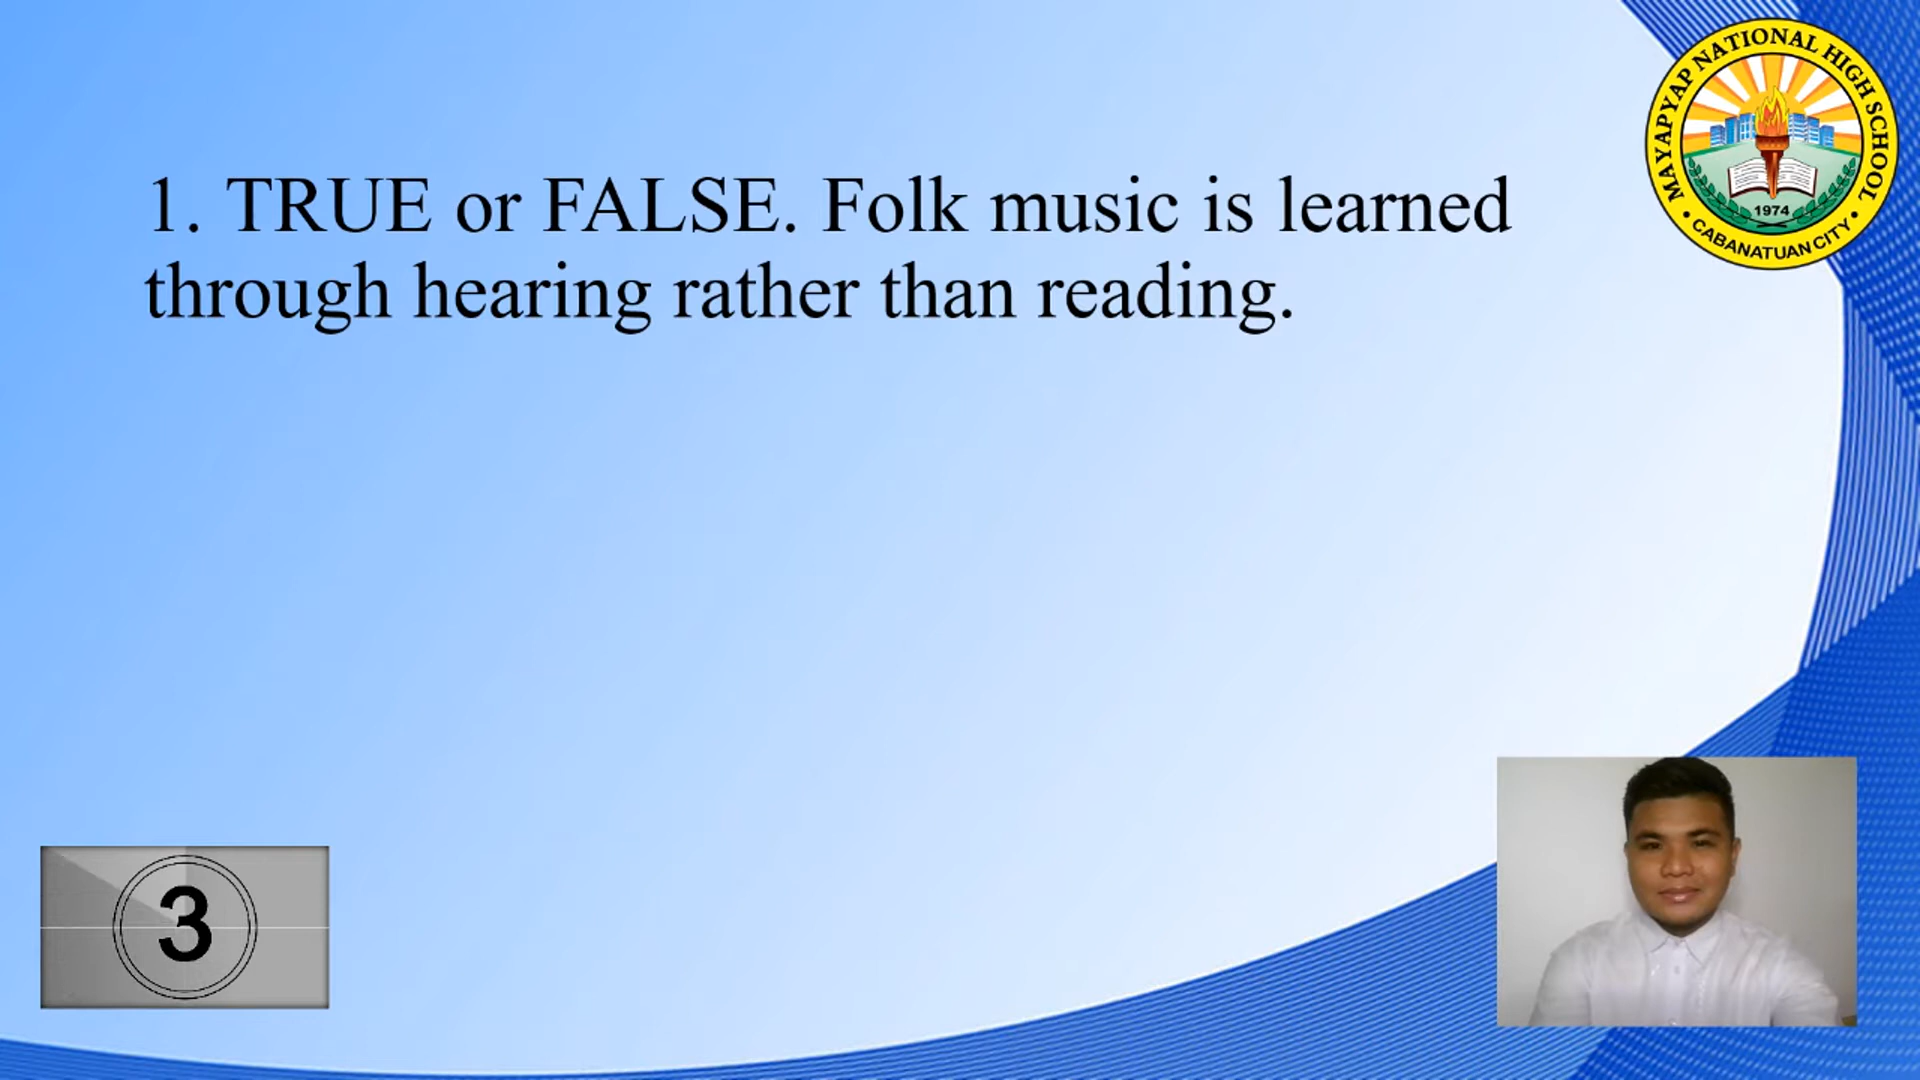 1. TRUE or FALSE. Folk music is learned
through hearing rather than reading.
MAYAPYAP NATIONAL HIGH SCHOOL
1974
• CABANATUAN CITY •
3